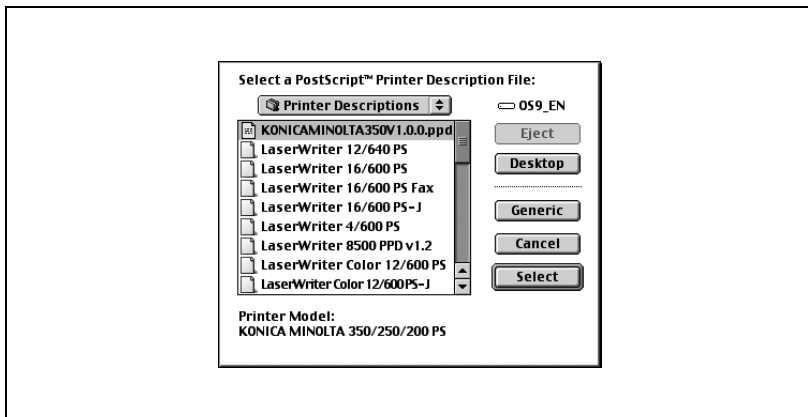 Select a PostScript™ Printer Description File:
Printer Descriptions
OS9_EN
KONICAMINOLTA350V1.0.0.ppd
LaserWriter 12/640 PS
LaserWriter 16/600 PS
LaserWriter 16/600 PS Fax
LaserWriter 16/600 PS-J
LaserWriter 4/600 PS
LaserWriter 8500 PPD v1.2
LaserWriter Color 12/600 PS
LaserWriter Color 12/600PS-J
Eject
Desktop
Generic
Cancel
Select
Printer Model:
KONICA MINOLTA 350/250/200 PS